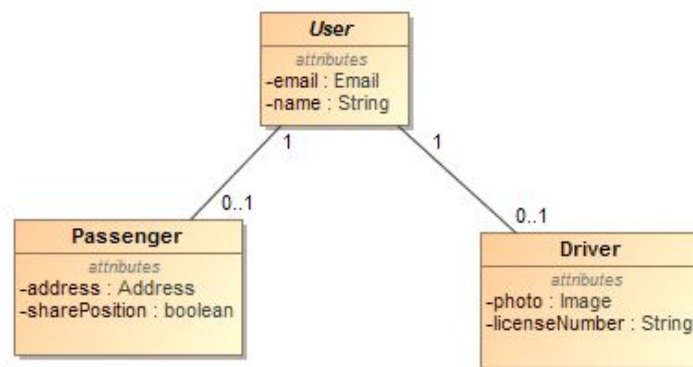 User
attributes
-email : Email
-name : String
1
1
0..1
0..1
Passenger
attributes
-address : Address
-sharePosition : boolean
Driver
attributes
-photo : Image
-licenseNumber : String